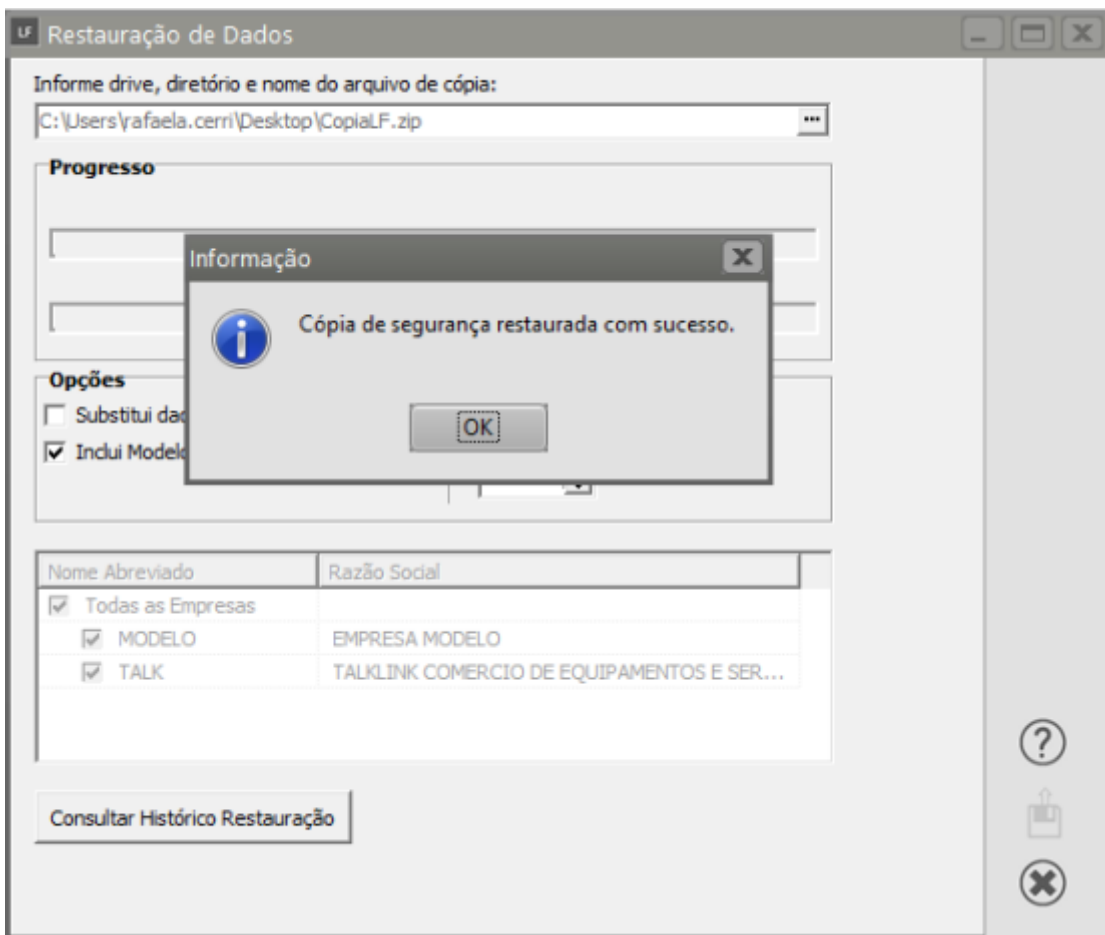 LF Restauração de Dados
Informe drive, diretório e nome do arquivo de cópia:
C:\Users\rafaela.cerri\Desktop\CopiaLF.zip ...
Progresso
Informação
Cópia de segurança restaurada com sucesso.
OK
Opções
Substitui
Inclui
Nome Abreviado Razão Social
Todas as Empresas
MODELO EMPRESA MODELO
TALK TALKLINK COMERCIO DE EQUIPAMENTOS E SER...
Consultar Histórico Restauração
?